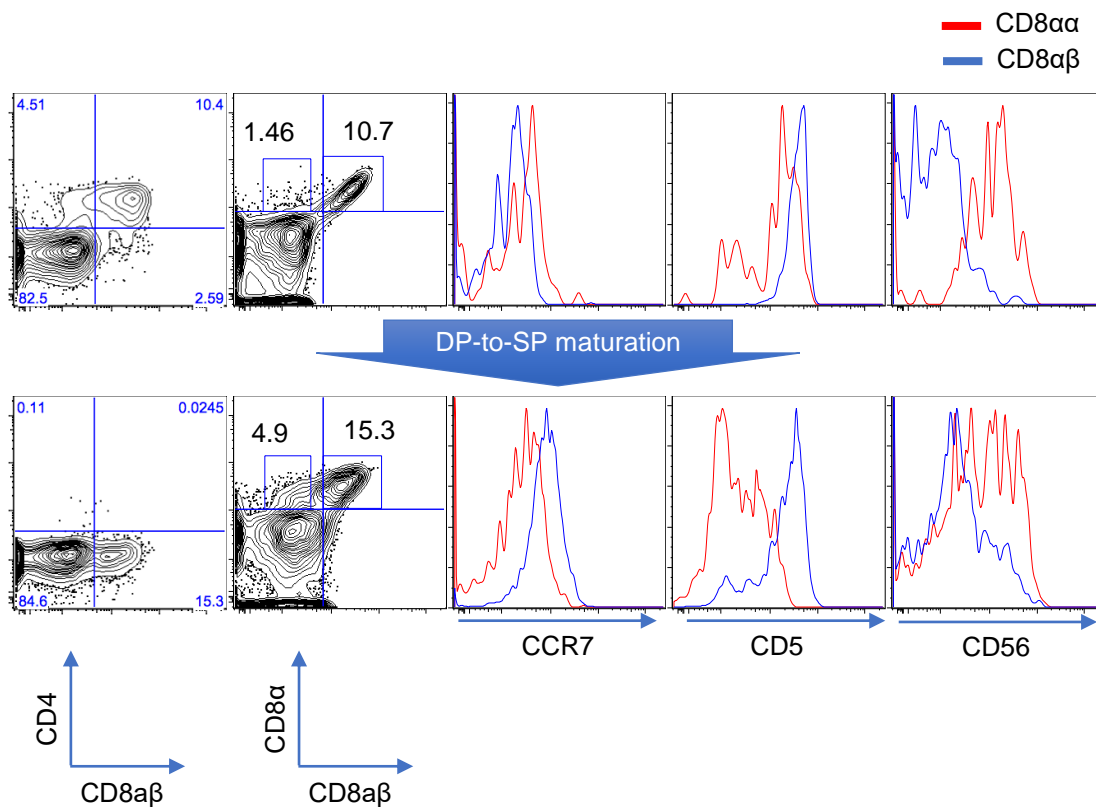 CD8αα
CD8αβ
4.51 10.4
82.5 2.59
1.46 10.7
DP-to-SP maturation
0.11 0.0245
84.6 15.3
4.9 15.3
CCR7 CD5 CD56
CD4
CD8aβ
CD8α
CD8aβ